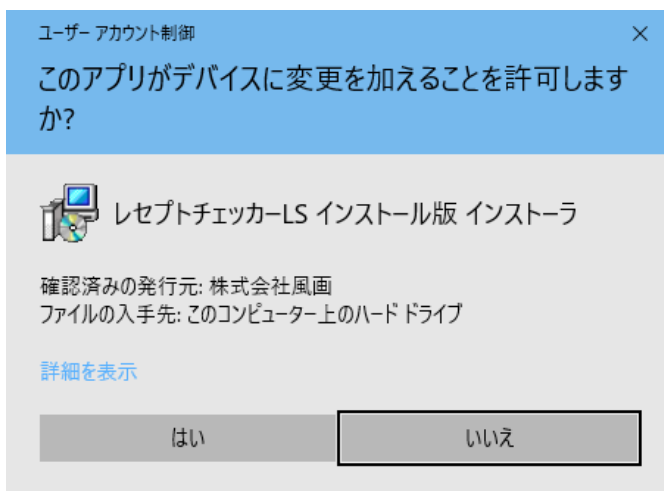 ユーザー アカウント制御
このアプリがデバイスに変更を加えることを許可します
か?
レセプトチェッカーLS インストール版 インストーラ
確認済みの発行元: 株式会社風画
ファイルの入手先: このコンピューター上のハード ドライブ
詳細を表示
はい
いいえ